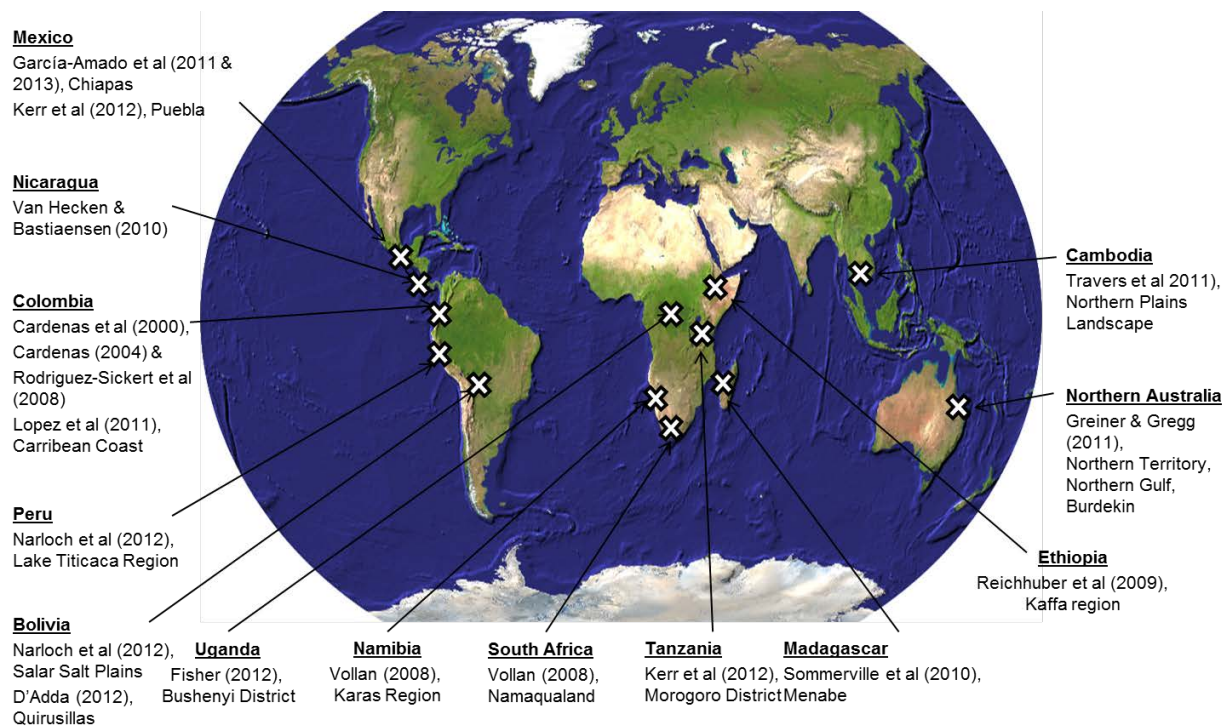 Mexico
García-Amado et al (2011 &
2013), Chiapas
Kerr et al (2012), Puebla
Nicaragua
Van Hecken &
Bastiaensen (2010)
Colombia
Cardenas et al (2000),
Cardenas (2004) &
Rodriguez-Sickert et al
(2008)
Lopez et al (2011),
Carribean Coast
Peru
Narloch et al (2012),
Lake Titicaca Region
Bolivia
Narloch et al (2012),
Salar Salt Plains
D'Adda (2012),
Quirusillas
Uganda
Fisher (2012),
Bushenyi District
Namibia
Vollan (2008),
Karas Region
South Africa
Vollan (2008),
Namaqualand
Tanzania
Kerr et al (2012),
Morogoro District
Madagascar
Sommerville et al (2010),
Menabe
Ethiopia
Reichhuber et al (2009),
Kaffa region
Northern Australia
Greiner & Gregg
(2011),
Northern Territory,
Northern Gulf,
Burdekin
Cambodia
Travers et al 2011),
Northern Plains
Landscape